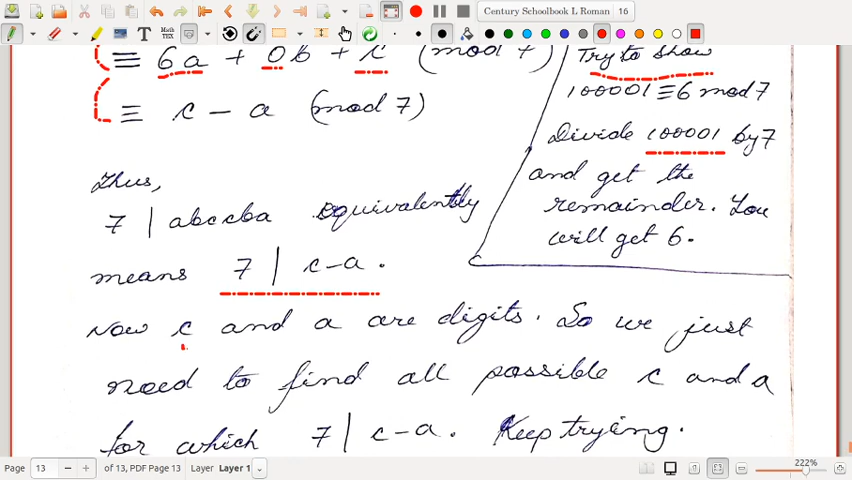 Century Schoolbook L Roman 16
≡ 6a + 0b + c (mod 7)
≡ c - a (mod 7)
Try to show
100001 ≡ 6 mod 7
Divide 100001 by 7
and get the
remainder. You
will get 6.
Thus,
7 | abccba equivalently
means 7 | c-a.
Now c and a are digits. So we just
need to find all possible c and a
for which 7 | c-a. Keep trying.
Page 13 of 13, PDF Page 13 Layer Layer 1 222%